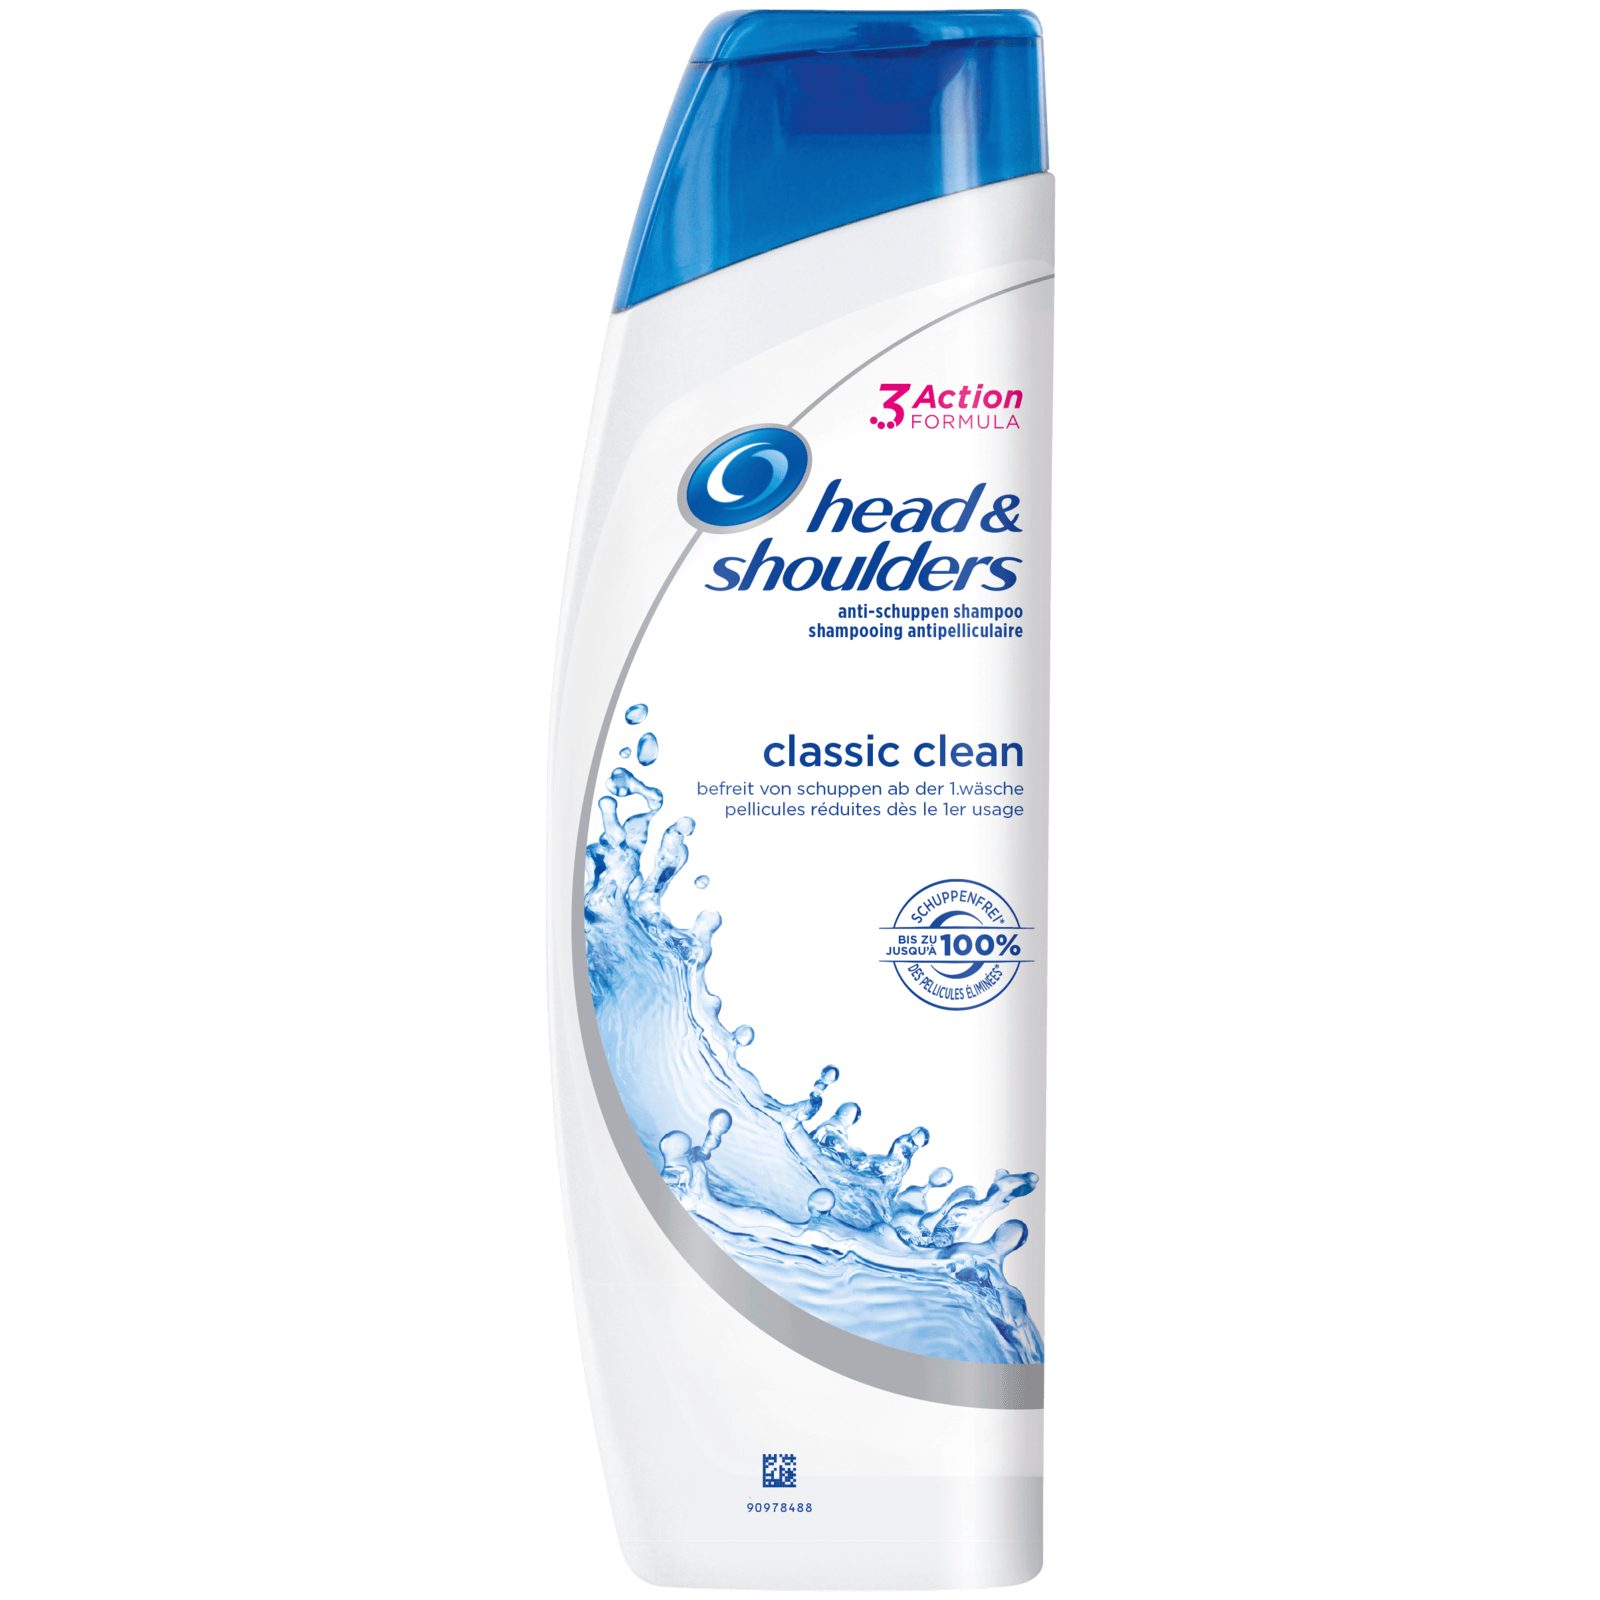 3 Action
FORMULA
head &
shoulders
anti-schuppen shampoo
shampooing antipelliculaire
classic clean
befreit von schuppen ab der 1.wäsche
pellicules réduites dès le 1er usage
SCHUPPENFREI*
BIS ZU
JUSQU'À 100%
DES PELLICULES ÉLIMINÉES*
90978488